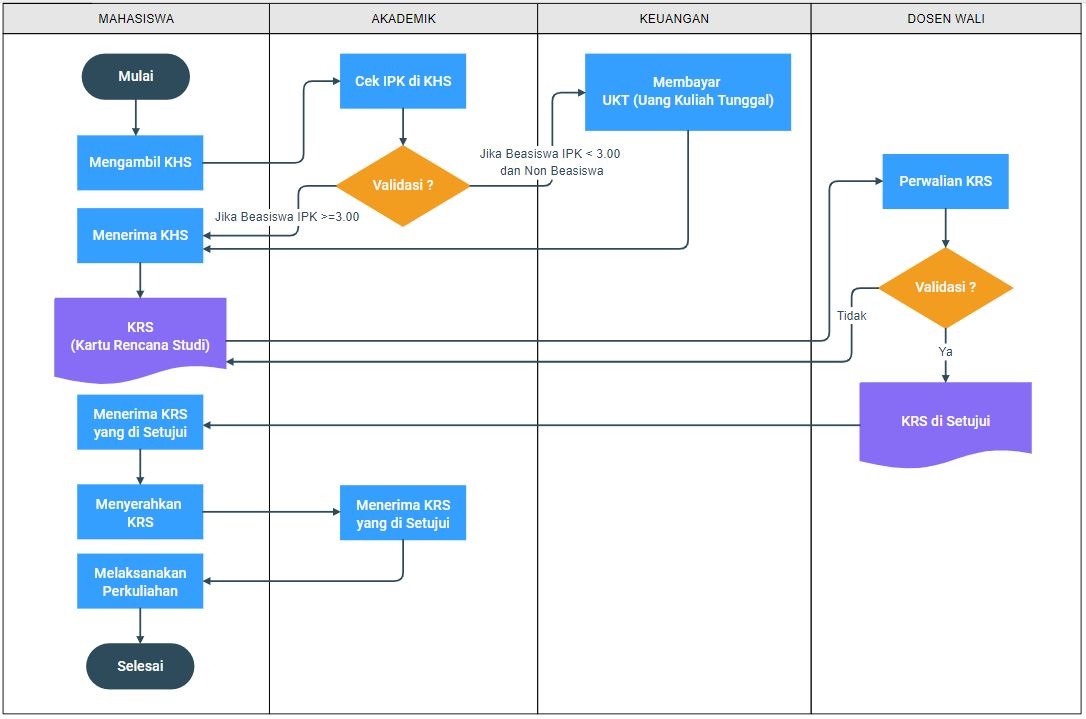 MAHASISWA
AKADEMIK
KEUANGAN
DOSEN WALI
Mulai
Cek IPK di KHS
Membayar
UKT (Uang Kuliah Tunggal)
Mengambil KHS
Jika Beasiswa IPK < 3.00
dan Non Beasiswa
Validasi ?
Perwalian KRS
Jika Beasiswa IPK >=3.00
Menerima KHS
Validasi ?
Tidak
KRS
(Kartu Rencana Studi)
Ya
Menerima KRS
yang di Setujui
KRS di Setujui
Menyerahkan
KRS
Menerima KRS
yang di Setujui
Melaksanakan
Perkuliahan
Selesai